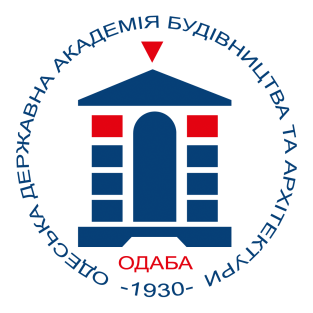 ОДЕСЬКА ДЕРЖАВНА АКАДЕМІЯ БУДІВНИЦТВА ТА АРХІТЕКТУРИ
ОДАБА
-1930-